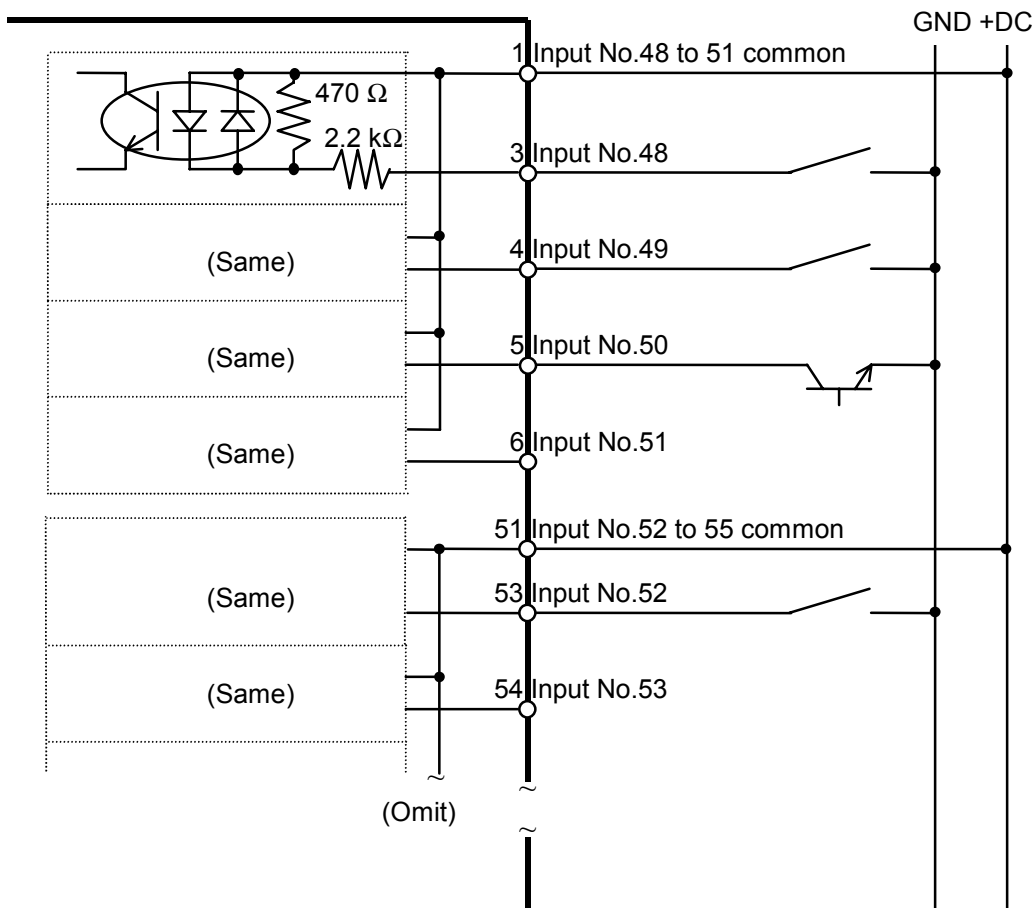 GND +DC
1 Input No.48 to 51 common
470 Ω
2.2 kΩ
3 Input No.48
(Same)
4 Input No.49
(Same)
5 Input No.50
(Same)
6 Input No.51
51 Input No.52 to 55 common
(Same)
53 Input No.52
(Same)
54 Input No.53
(Omit)